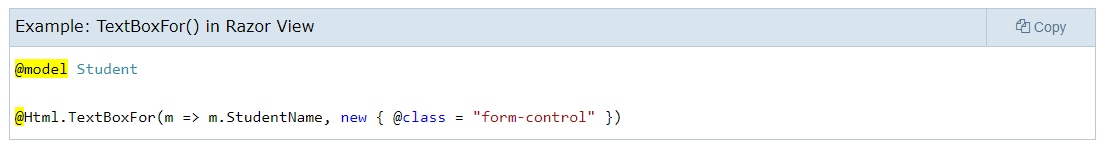 Example: TextBoxFor() in Razor View
Copy
@model Student
@Html.TextBoxFor(m => m.StudentName, new { @class = "form-control" })